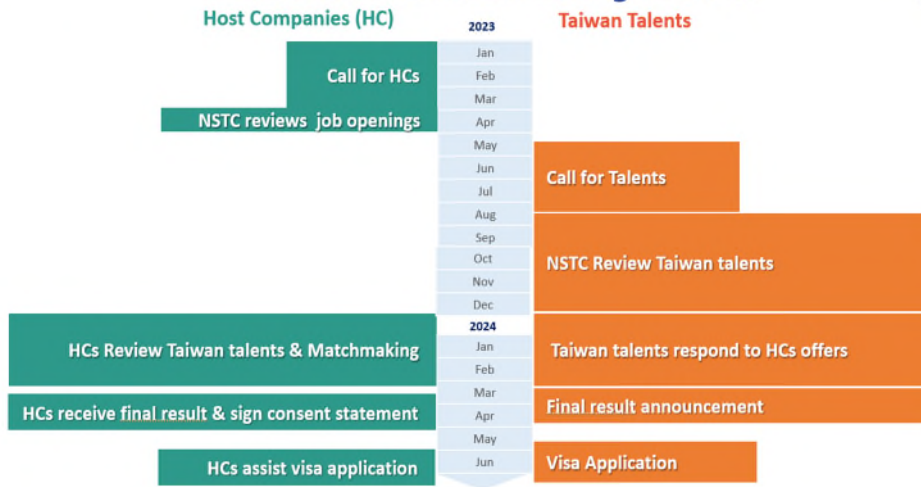 Host Companies (HC)
2023
Taiwan Talents
Jan
Call for HCs
Feb
Mar
NSTC reviews job openings
Apr
May
Jun
Call for Talents
Jul
Aug
Sep
Oct
NSTC Review Taiwan talents
Nov
Dec
2024
HCs Review Taiwan talents & Matchmaking
Jan
Taiwan talents respond to HCs offers
Feb
Mar
HCs receive final result & sign consent statement
Apr
Final result announcement
May
HCs assist visa application
Jun
Visa Application